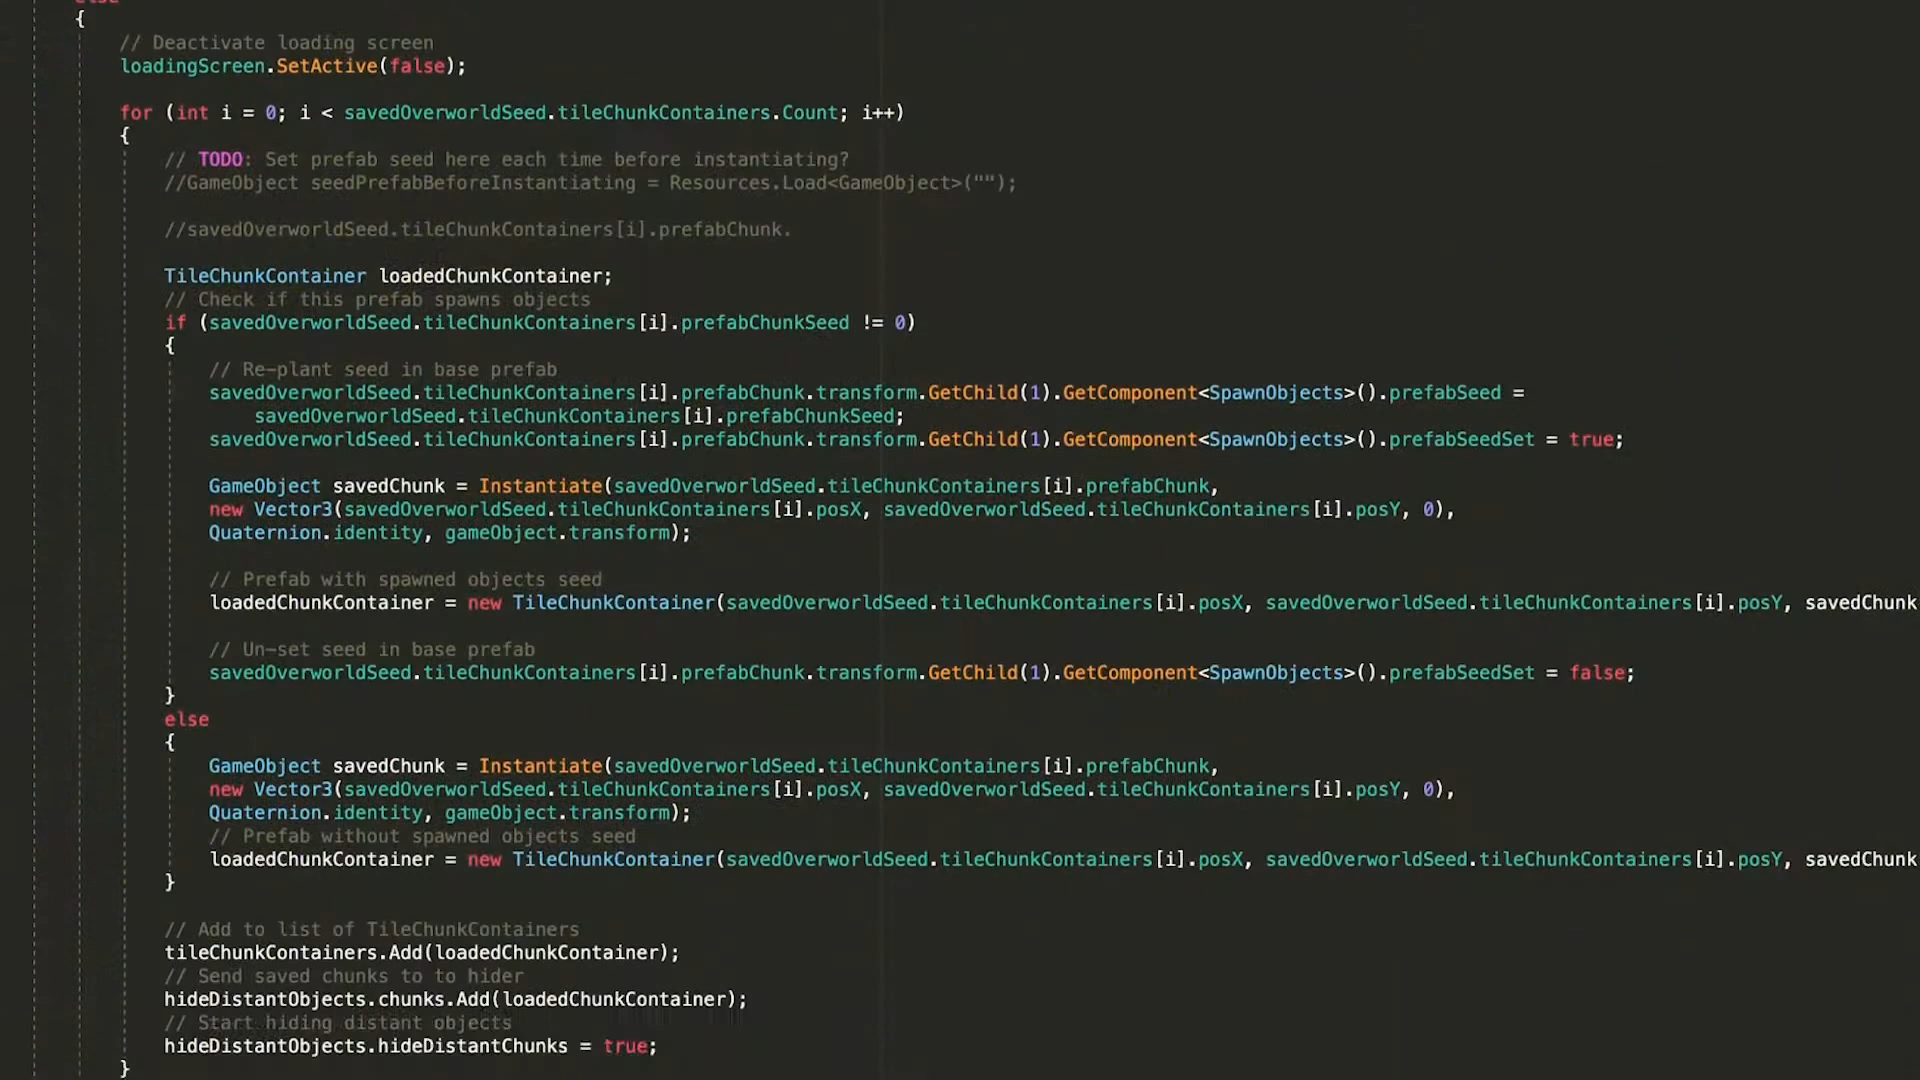 else
{
// Deactivate loading screen
loadingScreen.SetActive(false);
for (int i = 0; i < savedOverworldSeed.tileChunkContainers.Count; i++)
{
// TODO: Set prefab seed here each time before instantiating?
//GameObject seedPrefabBeforeInstantiating = Resources.Load<GameObject>("");
//savedOverworldSeed.tileChunkContainers[i].prefabChunk.
TileChunkContainer loadedChunkContainer;
// Check if this prefab spawns objects
if (savedOverworldSeed.tileChunkContainers[i].prefabChunkSeed != 0)
{
// Re-plant seed in base prefab
savedOverworldSeed.tileChunkContainers[i].prefabChunk.transform.GetChild(1).GetComponent<SpawnObjects>().prefabSeed =
savedOverworldSeed.tileChunkContainers[i].prefabChunkSeed;
savedOverworldSeed.tileChunkContainers[i].prefabChunk.transform.GetChild(1).GetComponent<SpawnObjects>().prefabSeedSet = true;
GameObject savedChunk = Instantiate(savedOverworldSeed.tileChunkContainers[i].prefabChunk,
new Vector3(savedOverworldSeed.tileChunkContainers[i].posX, savedOverworldSeed.tileChunkContainers[i].posY, 0),
Quaternion.identity, gameObject.transform);
// Prefab with spawned objects seed
loadedChunkContainer = new TileChunkContainer(savedOverworldSeed.tileChunkContainers[i].posX, savedOverworldSeed.tileChunkContainers[i].posY, savedChunk
// Un-set seed in base prefab
savedOverworldSeed.tileChunkContainers[i].prefabChunk.transform.GetChild(1).GetComponent<SpawnObjects>().prefabSeedSet = false;
}
else
{
GameObject savedChunk = Instantiate(savedOverworldSeed.tileChunkContainers[i].prefabChunk,
new Vector3(savedOverworldSeed.tileChunkContainers[i].posX, savedOverworldSeed.tileChunkContainers[i].posY, 0),
Quaternion.identity, gameObject.transform);
// Prefab without spawned objects seed
loadedChunkContainer = new TileChunkContainer(savedOverworldSeed.tileChunkContainers[i].posX, savedOverworldSeed.tileChunkContainers[i].posY, savedChunk
}
// Add to list of TileChunkContainers
tileChunkContainers.Add(loadedChunkContainer);
// Send saved chunks to to hider
hideDistantObjects.chunks.Add(loadedChunkContainer);
// Start hiding distant objects
hideDistantObjects.hideDistantChunks = true;
}